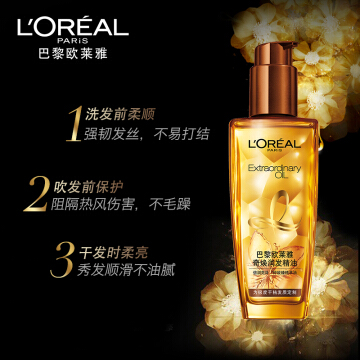 L'ORÉAL
PARIS
巴黎欧莱雅
1 洗发前柔顺
强韧发丝，不易打结
2 吹发前保护
阻隔热风伤害，不毛躁
3 干发时柔亮
秀发顺滑不油腻
L'ORÉAL
PARIS
Extraordinary
OIL
巴黎欧莱雅
奇焕润发精油